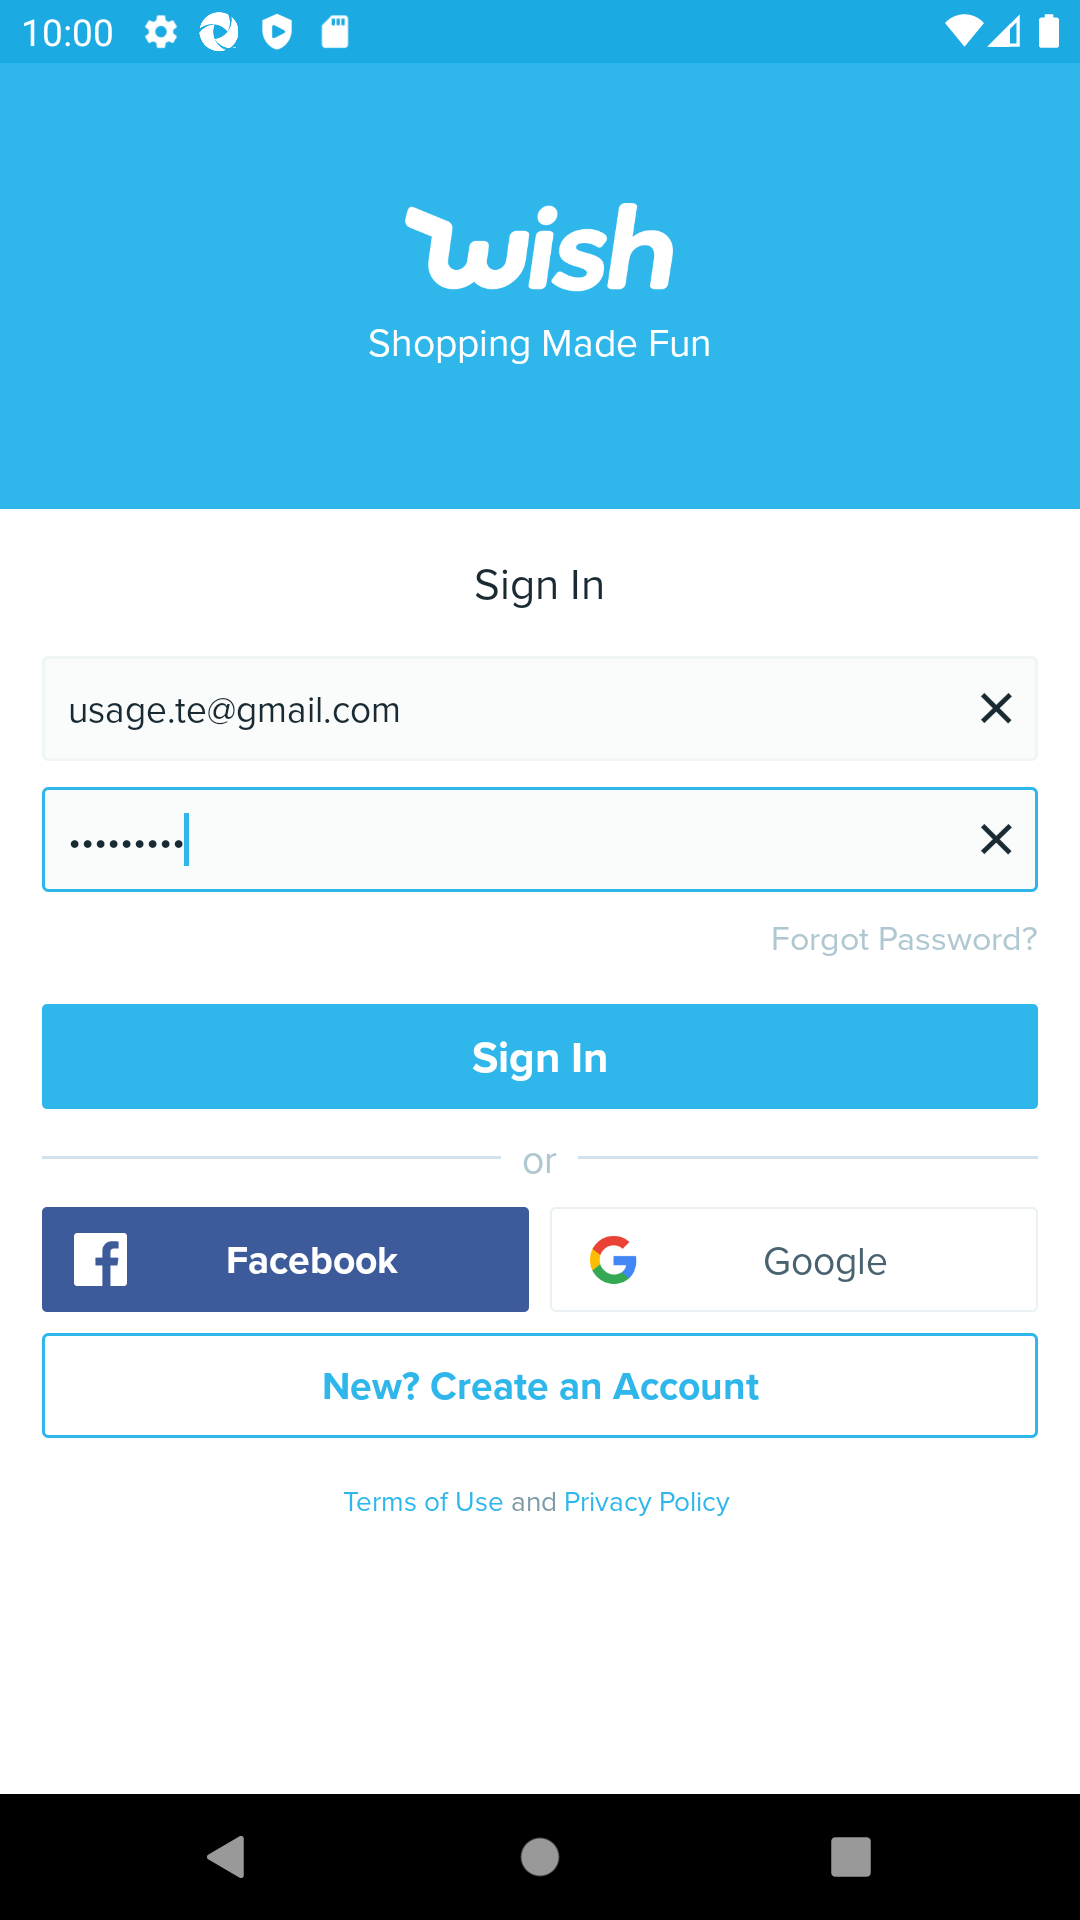 10:00
wish
Shopping Made Fun
Sign In
usage.te@gmail.com
•••••••••
Forgot Password?
Sign In
or
Facebook
Google
New? Create an Account
Terms of Use and Privacy Policy